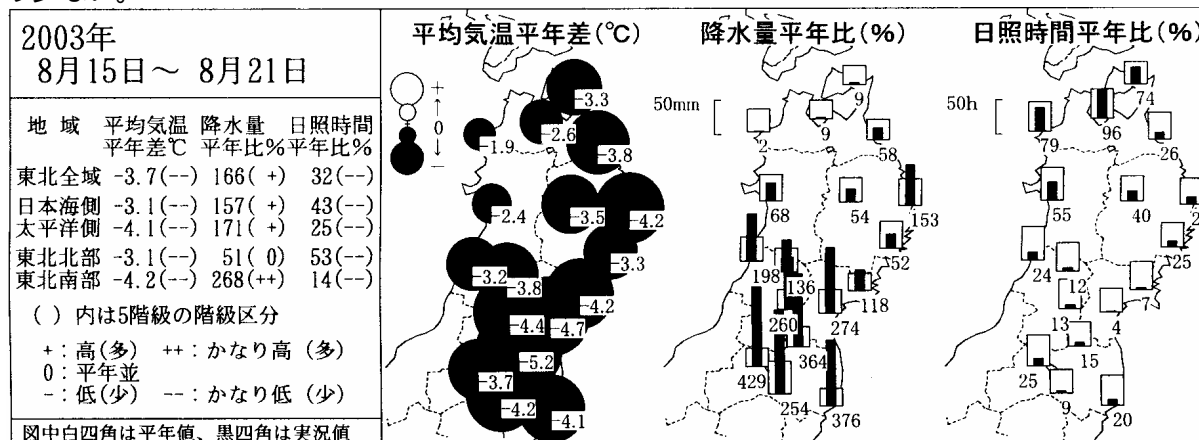 2003年
8月15日～ 8月21日
地 域 平均気温 降水量 日照時間
平年差℃ 平年比% 平年比%
東北全域 -3.7(--) 166( +) 32(--)
日本海側 -3.1(--) 157( +) 43(--)
太平洋側 -4.1(--) 171( +) 25(--)
東北北部 -3.1(--) 51( 0) 53(--)
東北南部 -4.2(--) 268(++) 14(--)
( ) 内は5階級の階級区分
+：高(多) ++：かなり高 (多)
0：平年並
-：低(少) --：かなり低 (少)
図中白四角は平年値、黒四角は実況値
平均気温平年差(℃)
+
0
-
-3.3
-2.6
-1.9
-3.8
-2.4
-3.5
-4.2
-3.3
-3.2
-3.8
-4.2
-4.4
-4.7
-5.2
-3.7
-4.2
-4.1
降水量平年比(%)
50mm
9
9
2
58
68
54
153
52
198
136
118
260
274
364
429
254
376
日照時間平年比(%)
50h
74
96
79
26
55
40
25
24
12
7
13
4
15
25
9
20